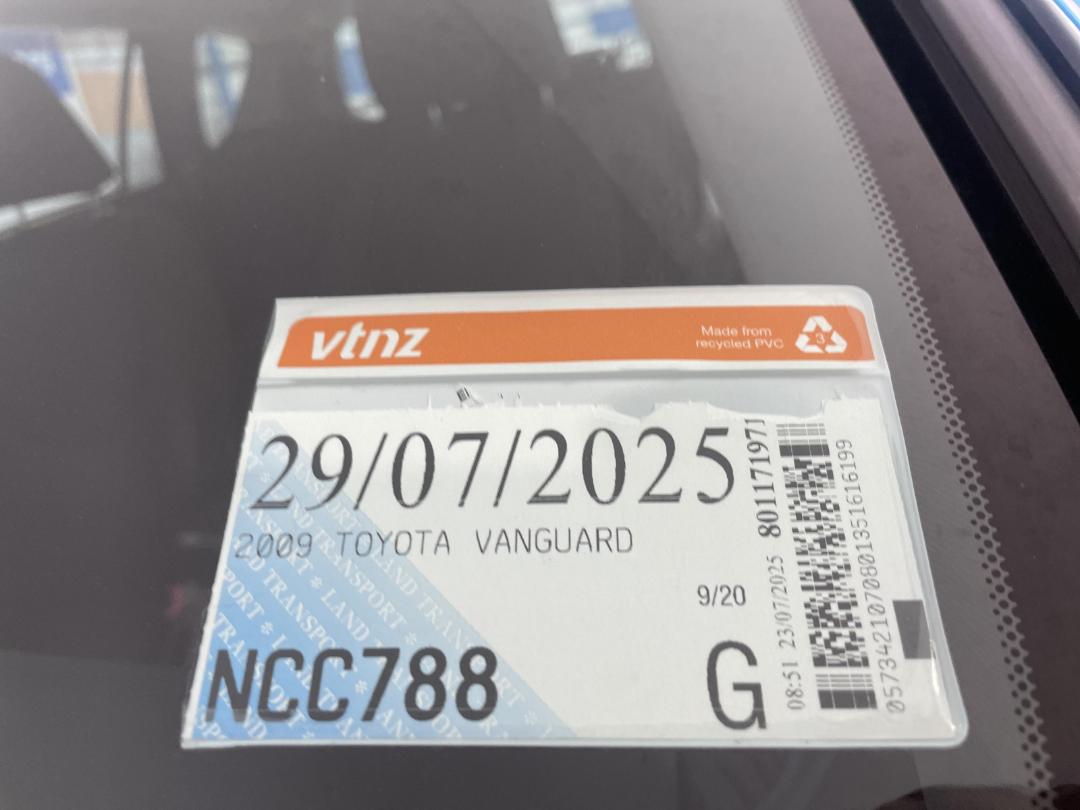 vtnz
Made from
recycled PVC
3
29/07/2025
2009 TOYOTA VANGUARD
9/20
NCC788
G
08:51 23/07/2025 801171971
0573421070801351616199